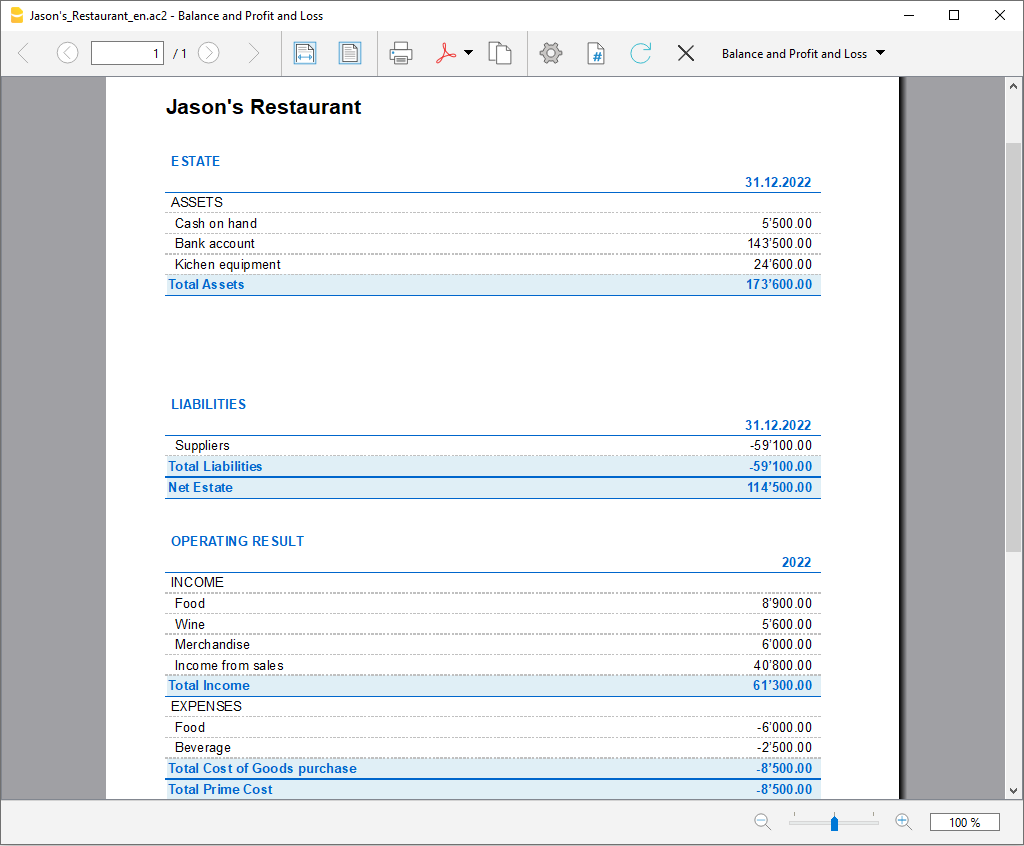 Jason's_Restaurant_en.ac2 - Balance and Profit and Loss
1 / 1 Balance and Profit and Loss
Jason's Restaurant
ESTATE
31.12.2022
ASSETS
Cash on hand 5'500.00
Bank account 143'500.00
Kichen equipment 24'600.00
Total Assets 173'600.00
LIABILITIES
31.12.2022
Suppliers -59'100.00
Total Liabilities -59'100.00
Net Estate 114'500.00
OPERATING RESULT
2022
INCOME
Food 8'900.00
Wine 5'600.00
Merchandise 6'000.00
Income from sales 40'800.00
Total Income 61'300.00
EXPENSES
Food -6'000.00
Beverage -2'500.00
Total Cost of Goods purchase -8'500.00
Total Prime Cost -8'500.00
100 %